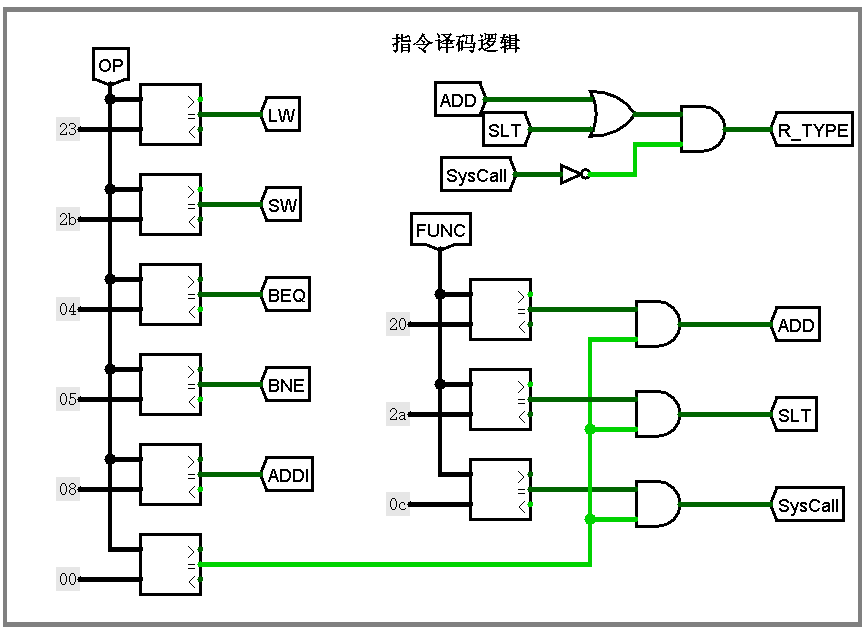 指令译码逻辑
OP
> = <
23
LW
> = <
2b
SW
> = <
04
BEQ
> = <
05
BNE
> = <
08
ADDI
> = <
00
ADD
SLT
SysCall
R_TYPE
FUNC
> = <
20
ADD
> = <
2a
SLT
> = <
0c
SysCall